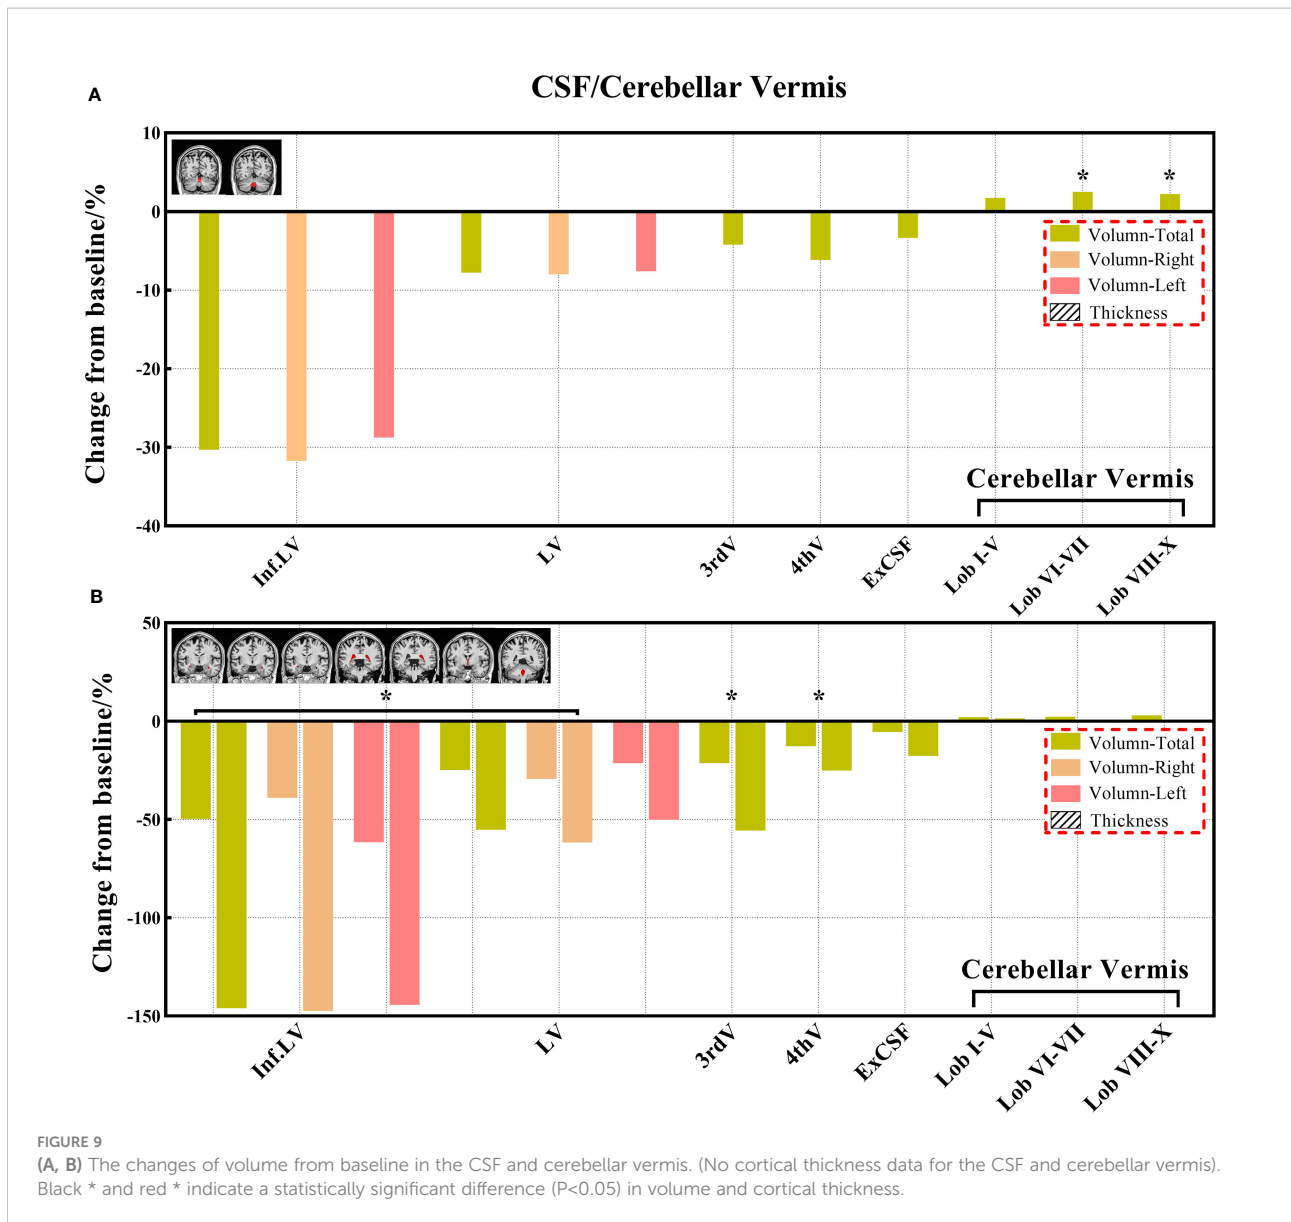 CSF/Cerebellar Vermis
A
Change from baseline/%
10
0
-10
-20
-30
-40
*
*
Volumn-Total
Volumn-Right
Volumn-Left
Thickness
Cerebellar Vermis
Inf.LV
LV
3rdV
4thV
ExCSF
Lob I-V
Lob VI-VII
Lob VIII-X
B
Change from baseline/%
50
0
-50
-100
-150
*
*
*
Volumn-Total
Volumn-Right
Volumn-Left
Thickness
Cerebellar Vermis
Inf.LV
LV
3rdV
4thV
ExCSF
Lob I-V
Lob VI-VII
Lob VIII-X
FIGURE 9
(A, B) The changes of volume from baseline in the CSF and cerebellar vermis. (No cortical thickness data for the CSF and cerebellar vermis).
Black * and red * indicate a statistically significant difference (P<0.05) in volume and cortical thickness.